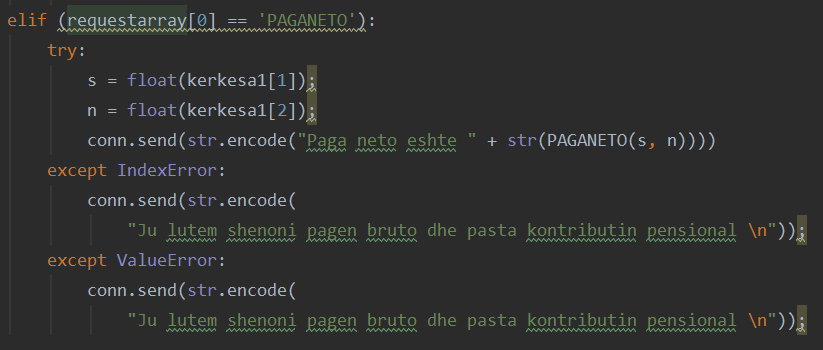 elif (requestarray[0] == 'PAGANETO'):
try:
s = float(kerkesa1[1]);
n = float(kerkesa1[2]);
conn.send(str.encode("Paga neto eshte " + str(PAGANETO(s, n))))
except IndexError:
conn.send(str.encode(
"Ju lutem shenoni pagen bruto dhe pasta kontributin pensional \n"));
except ValueError:
conn.send(str.encode(
"Ju lutem shenoni pagen bruto dhe pasta kontributin pensional \n"));